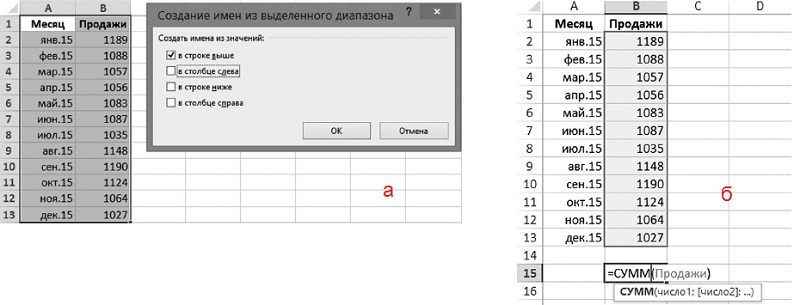 A B
1 Месяц Продажи
2 янв.15 1189
3 фев.15 1088
4 мар.15 1057
5 апр.15 1056
6 май.15 1083
7 июн.15 1087
8 июл.15 1035
9 авг.15 1148
10 сен.15 1190
11 окт.15 1124
12 ноя.15 1064
13 дек.15 1027
Создание имен из выделенного диапазона ? ×
Создать имена из значений:
в строке выше
в столбце слева
в строке ниже
в столбце справа
ОК Отмена
а
A B C D
1 Месяц Продажи
2 янв.15 1189
3 фев.15 1088
4 мар.15 1057
5 апр.15 1056
6 май.15 1083
7 июн.15 1087
8 июл.15 1035
9 авг.15 1148
10 сен.15 1190
11 окт.15 1124
12 ноя.15 1064
13 дек.15 1027
14
15 =СУММ(Продажи)
16 СУММ(число1; [число2]; ...)
б